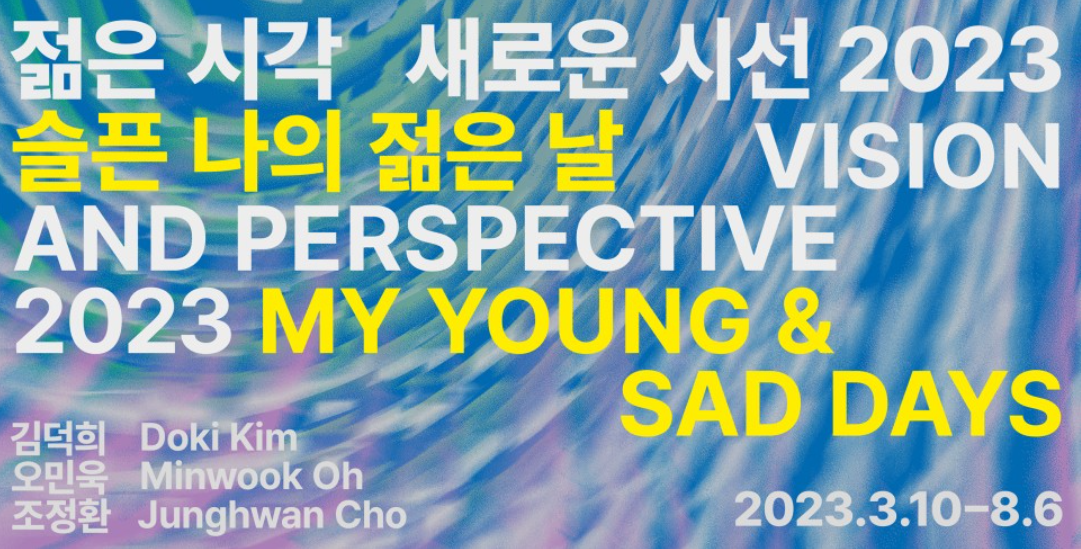 젊은 시각 새로운 시선 2023
슬픈 나의 젊은 날 VISION
AND PERSPECTIVE
2023 MY YOUNG &
SAD DAYS
김덕희 Doki Kim
오민욱 Minwook Oh
조정환 Junghwan Cho
2023.3.10–8.6